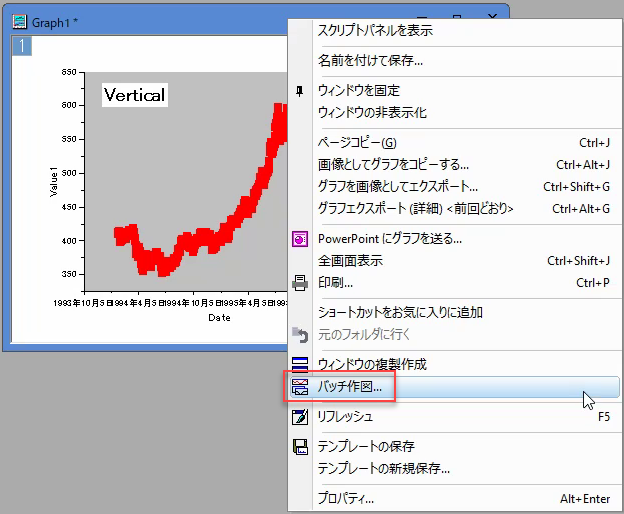 Graph1 *
1
Vertical
650
600
550
500
450
400
350
Value1
1993年10月5日 1994年4月5日 1994年10月5日 1995年4月5日
Date
スクリプトパネルを表示
名前を付けて保存...
ウィンドウを固定
ウィンドウの非表示化
ページコピー(G) Ctrl+J
画像としてグラフをコピーする... Ctrl+Alt+J
グラフを画像としてエクスポート... Ctrl+Shift+G
グラフエクスポート (詳細) <前回どおり> Ctrl+Alt+G
PowerPoint にグラフを送る...
全画面表示 Ctrl+Shift+J
印刷... Ctrl+P
ショートカットをお気に入りに追加
元のフォルダに行く
ウィンドウの複製作成
バッチ作図...
リフレッシュ F5
テンプレートの保存
テンプレートの新規保存...
プロパティ... Alt+Enter